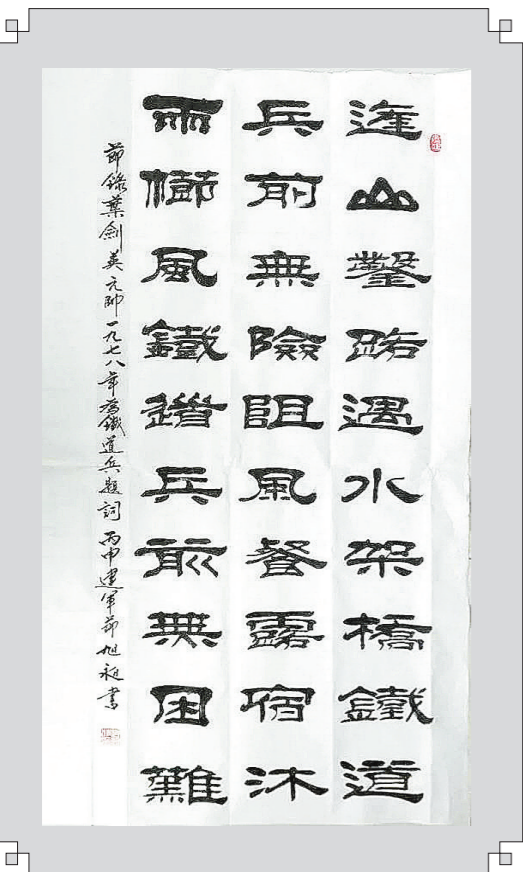 逢山鑿路遇水架橋鐵道
兵前無險阻風餐露宿沐
雨櫛風鐵道兵前無困難
節錄葉劍英元帥一九七八年為鐵道兵題詞 丙申建軍節 旭昶書